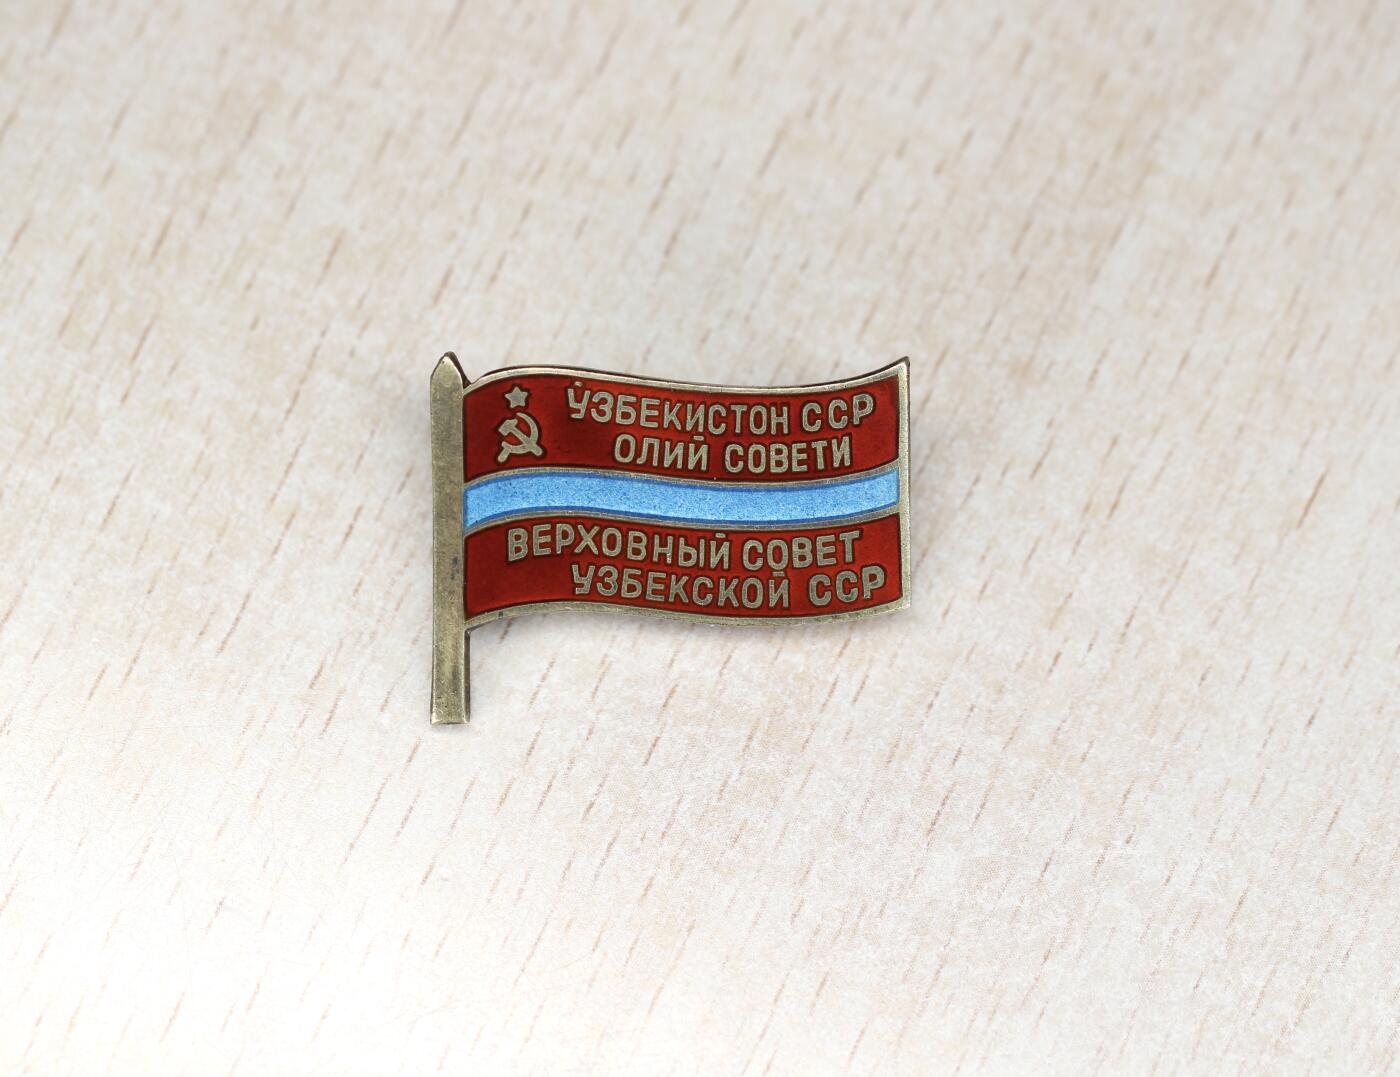 ЎЗБЕКИСТОН ССР
ОЛИЙ СОВЕТИ
ВЕРХОВНЫЙ СОВЕТ
УЗБЕКСКОЙ ССР